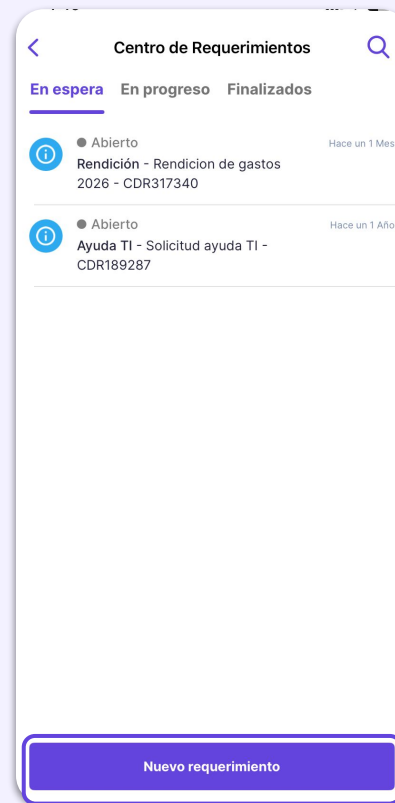 Centro de Requerimientos
En espera En progreso Finalizados
Abierto Hace un 1 Mes
Rendición - Rendicion de gastos
2026 - CDR317340
Abierto Hace un 1 Año
Ayuda TI - Solicitud ayuda TI -
CDR189287
Nuevo requerimiento